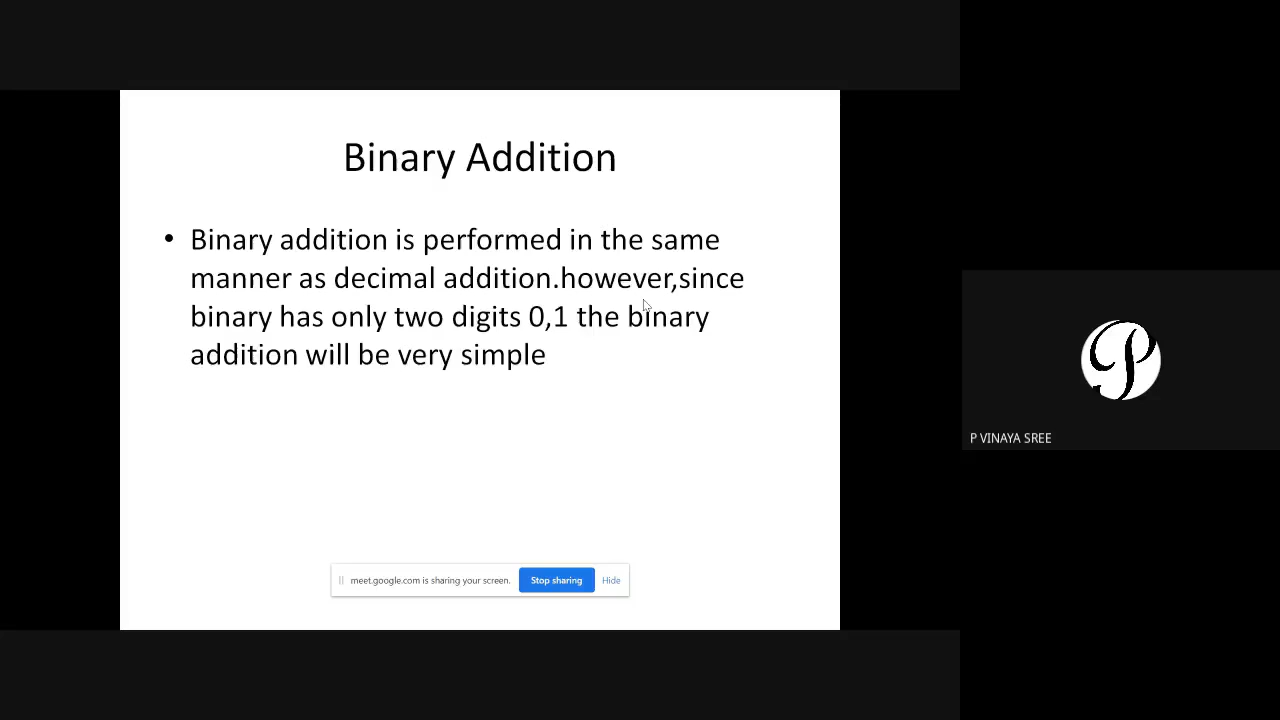 Binary Addition
• Binary addition is performed in the same
manner as decimal addition.however,since
binary has only two digits 0,1 the binary
addition will be very simple
meet.google.com is sharing your screen. Stop sharing Hide
P
P VINAYA SREE